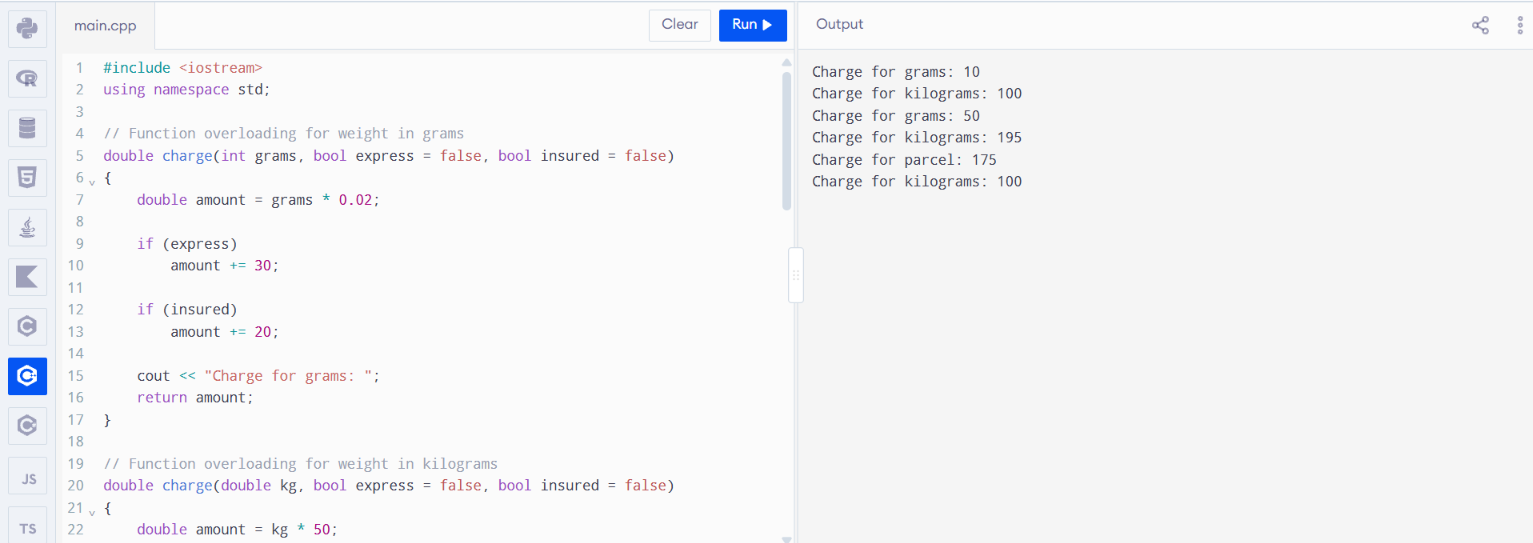 main.cpp
Clear
Run
Output
1 #include <iostream>
2 using namespace std;
3
4 // Function overloading for weight in grams
5 double charge(int grams, bool express = false, bool insured = false)
6 {
7 double amount = grams * 0.02;
8
9 if (express)
10 amount += 30;
11
12 if (insured)
13 amount += 20;
14
15 cout << "Charge for grams: ";
16 return amount;
17 }
18
19 // Function overloading for weight in kilograms
20 double charge(double kg, bool express = false, bool insured = false)
21 {
22 double amount = kg * 50;
Charge for grams: 10
Charge for kilograms: 100
Charge for grams: 50
Charge for kilograms: 195
Charge for parcel: 175
Charge for kilograms: 100
R
5
C
C
C
JS
TS